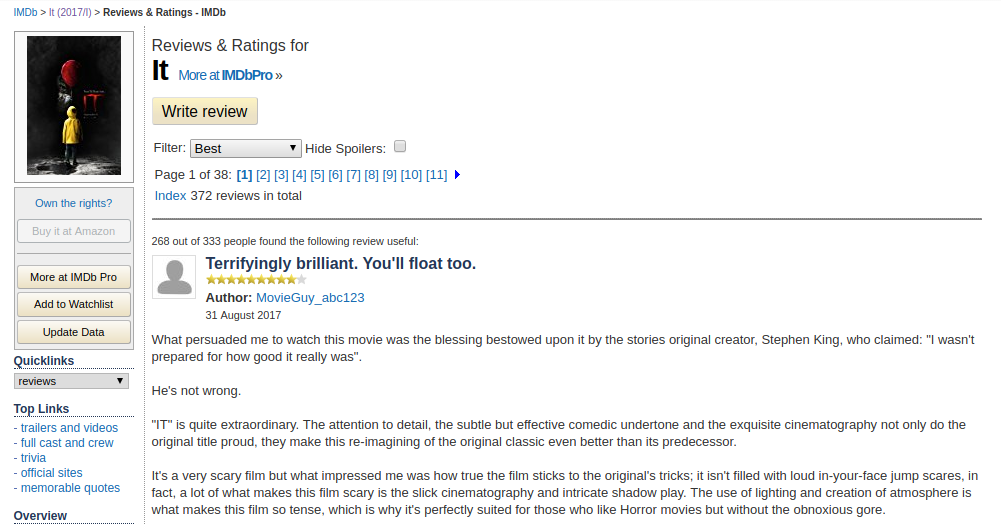 IMDb > It (2017/I) > Reviews & Ratings - IMDb
Reviews & Ratings for
It More at IMDbPro »
Write review
Filter: Best Hide Spoilers:
Page 1 of 38: [1] [2] [3] [4] [5] [6] [7] [8] [9] [10] [11]
Index 372 reviews in total
IT
Own the rights?
Buy it at Amazon
More at IMDb Pro
Add to Watchlist
Update Data
Quicklinks
reviews
Top Links
- trailers and videos
- full cast and crew
- trivia
- official sites
- memorable quotes
Overview
268 out of 333 people found the following review useful:
Terrifyingly brilliant. You'll float too.
Author: MovieGuy_abc123
31 August 2017
What persuaded me to watch this movie was the blessing bestowed upon it by the stories original creator, Stephen King, who claimed: "I wasn't
prepared for how good it really was".
He's not wrong.
"IT" is quite extraordinary. The attention to detail, the subtle but effective comedic undertone and the exquisite cinematography not only do the
original title proud, they make this re-imagining of the original classic even better than its predecessor.
It's a very scary film but what impressed me was how true the film sticks to the original's tricks; it isn't filled with loud in-your-face jump scares, in
fact, a lot of what makes this film scary is the slick cinematography and intricate shadow play. The use of lighting and creation of atmosphere is
what makes this film so tense, which is why it's perfectly suited for those who like Horror movies but without the obnoxious gore.